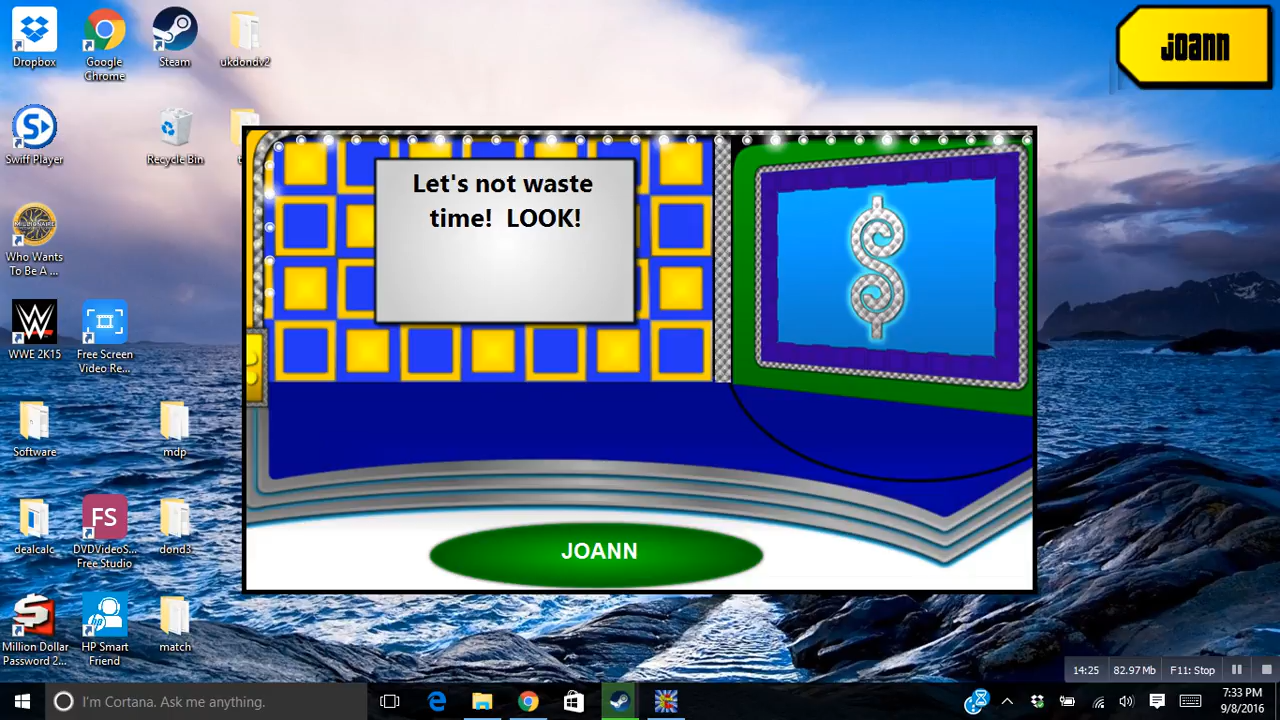 Dropbox
Google
Chrome
Steam
ukdondv2
joann
Swiff Player
Recycle Bin
Let's not waste
time! LOOK!
Who Wants
To Be A ...
WWE 2K15
Free Screen
Video Re...
Software
mdp
dealcalc
DVDVideoS...
Free Studio
dond3
JOANN
Million Dollar
Password 2...
HP Smart
Friend
match
14:25
82.97 Mb
F11: Stop
I'm Cortana. Ask me anything.
7:33 PM
9/8/2016